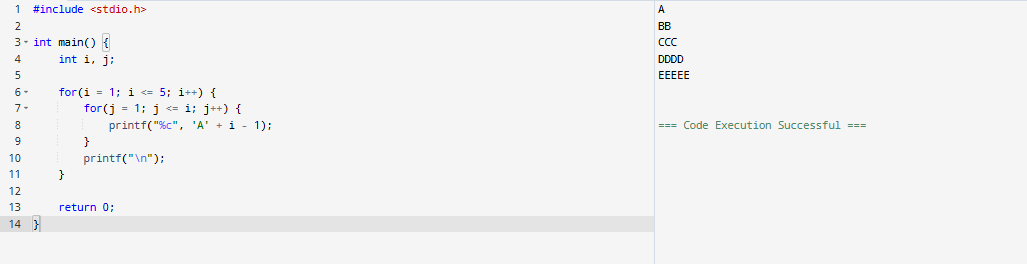 1 #include <stdio.h>
2
3 int main() {
4     int i, j;
5
6     for(i = 1; i <= 5; i++) {
7         for(j = 1; j <= i; j++) {
8             printf("%c", 'A' + i - 1);
9         }
10         printf("\n");
11     }
12
13     return 0;
14 }
A
BB
CCC
DDDD
EEEEE
=== Code Execution Successful ===